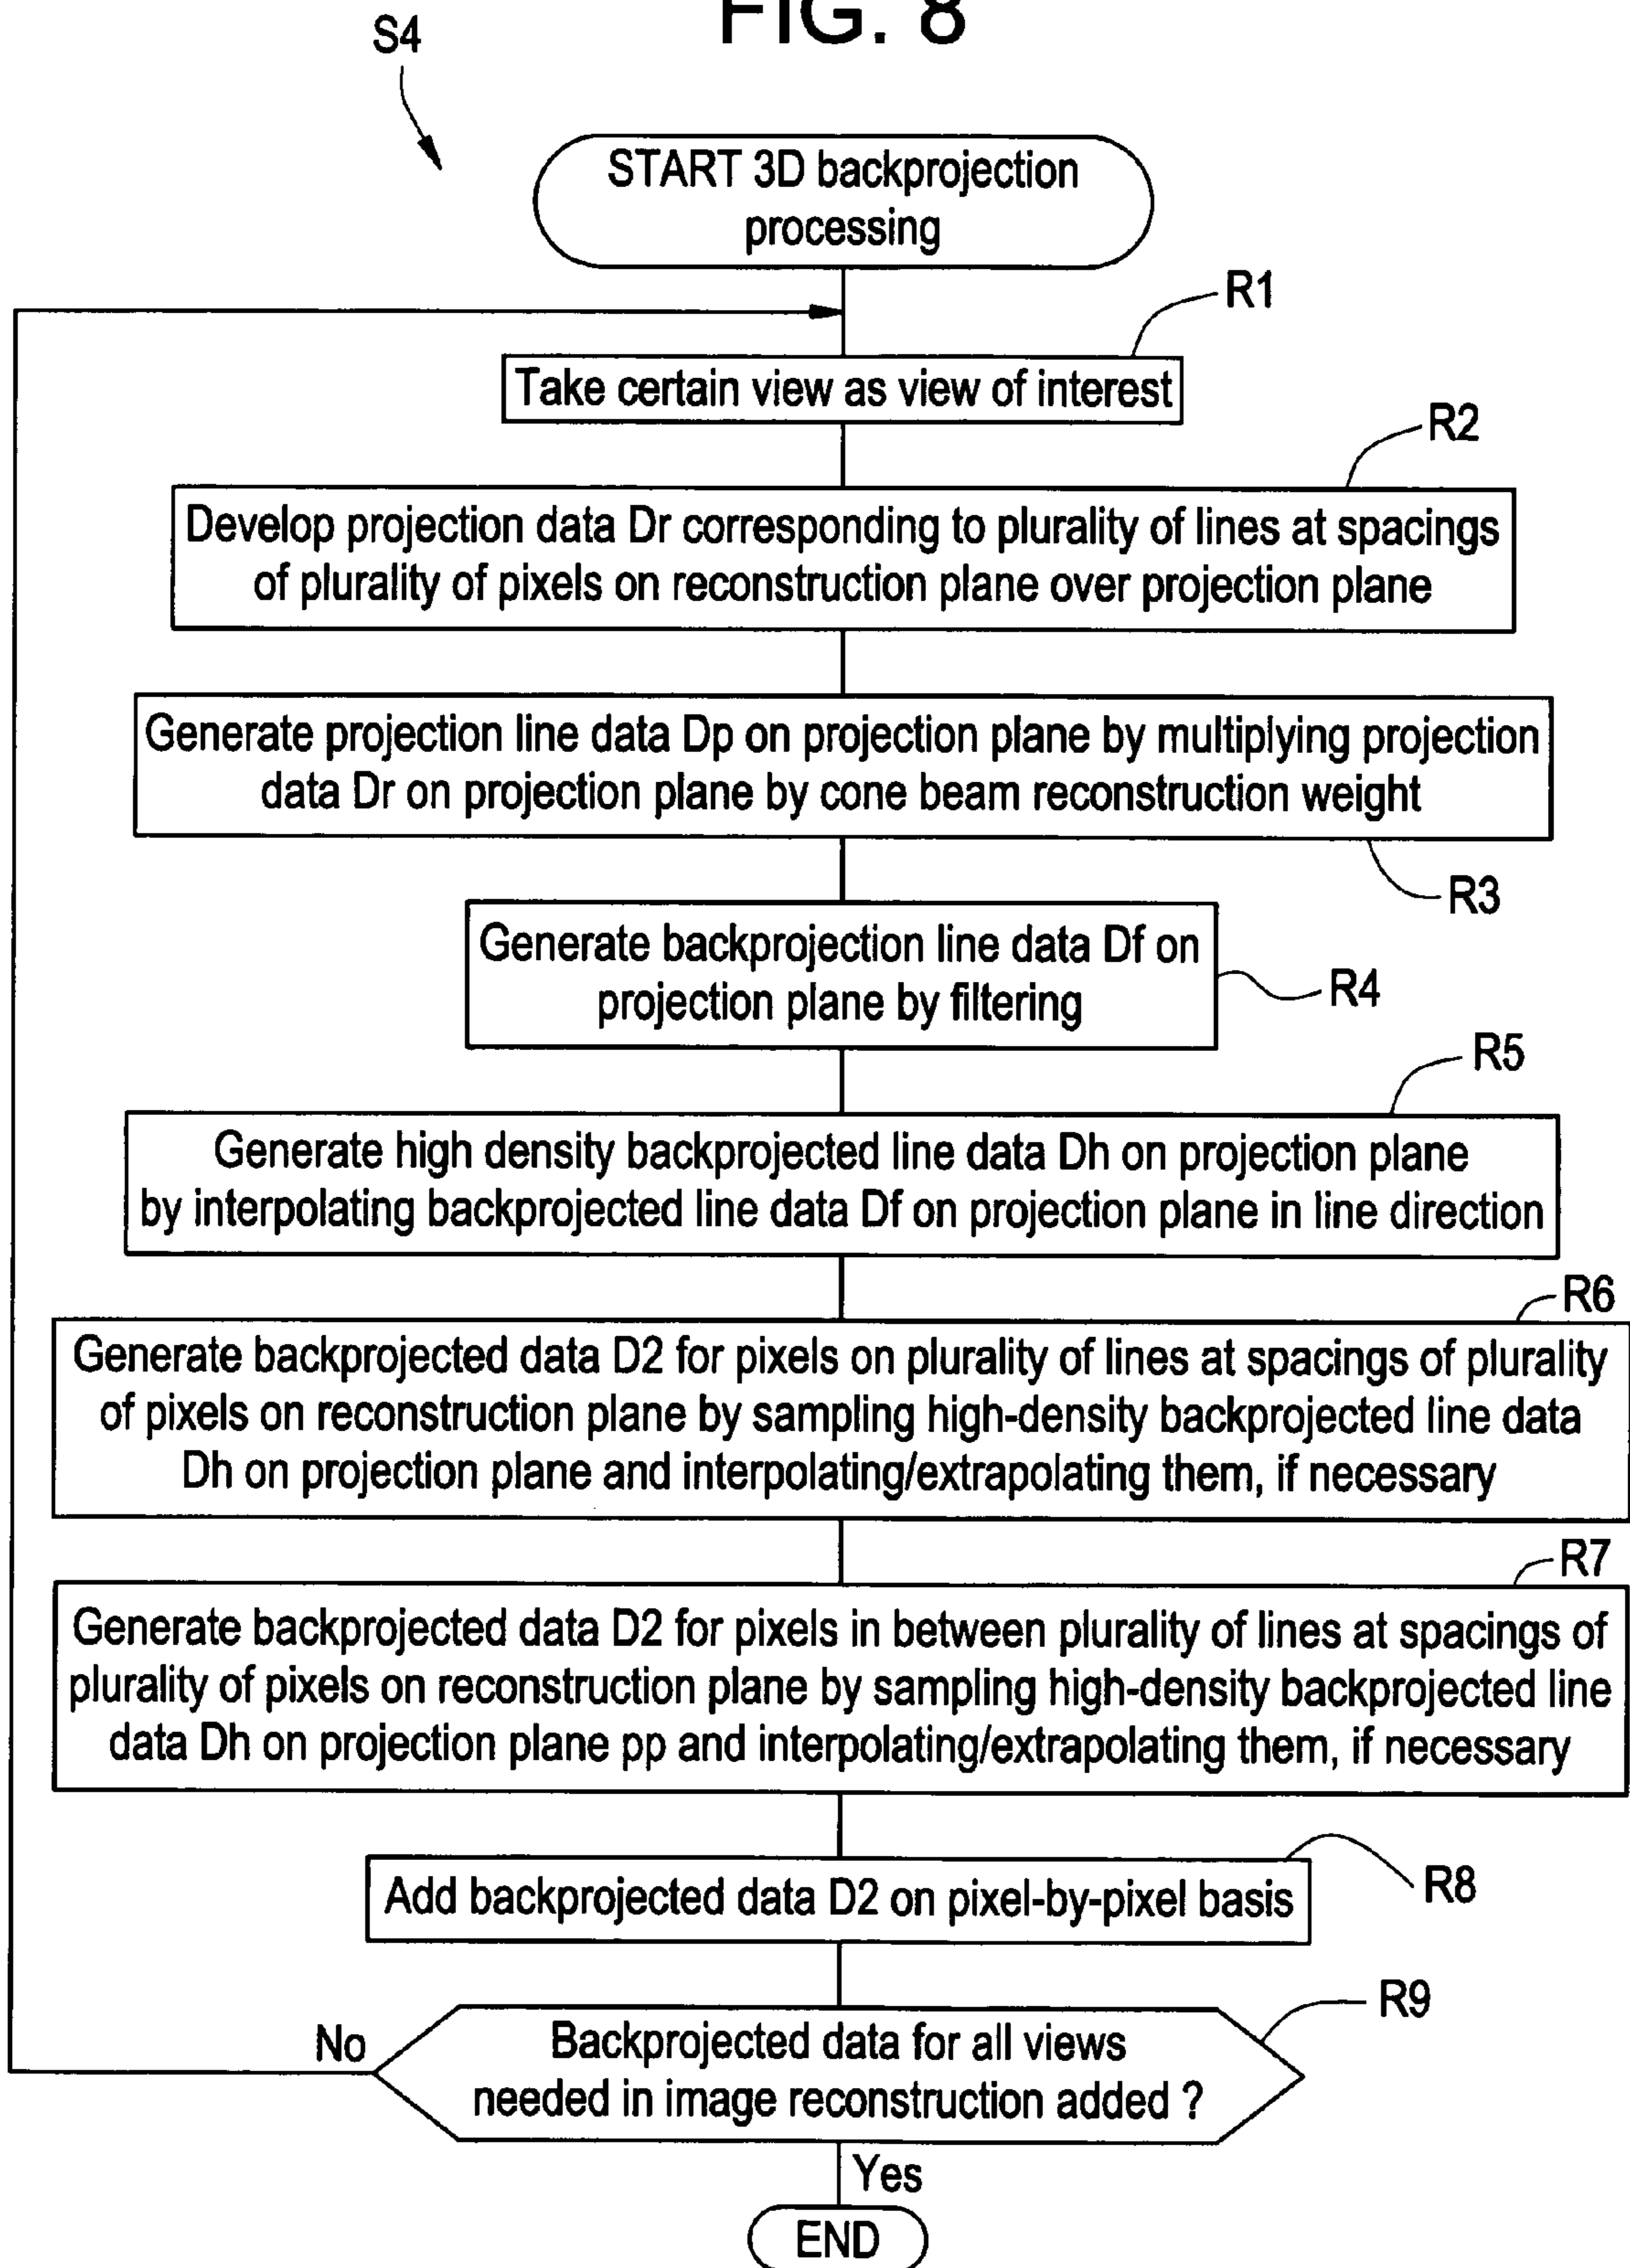 FIG. 8
S4
START 3D backprojection
processing
R1
Take certain view as view of interest
R2
Develop projection data Dr corresponding to plurality of lines at spacings
of plurality of pixels on reconstruction plane over projection plane
Generate projection line data Dp on projection plane by multiplying projection
data Dr on projection plane by cone beam reconstruction weight
R3
Generate backprojection line data Df on
projection plane by filtering
R4
R5
Generate high density backprojected line data Dh on projection plane
by interpolating backprojected line data Df on projection plane in line direction
R6
Generate backprojected data D2 for pixels on plurality of lines at spacings of plurality
of pixels on reconstruction plane by sampling high-density backprojected line data
Dh on projection plane and interpolating/extrapolating them, if necessary
R7
Generate backprojected data D2 for pixels in between plurality of lines at spacings of
plurality of pixels on reconstruction plane by sampling high-density backprojected line
data Dh on projection plane pp and interpolating/extrapolating them, if necessary
Add backprojected data D2 on pixel-by-pixel basis
R8
R9
No
Backprojected data for all views
needed in image reconstruction added ?
Yes
END